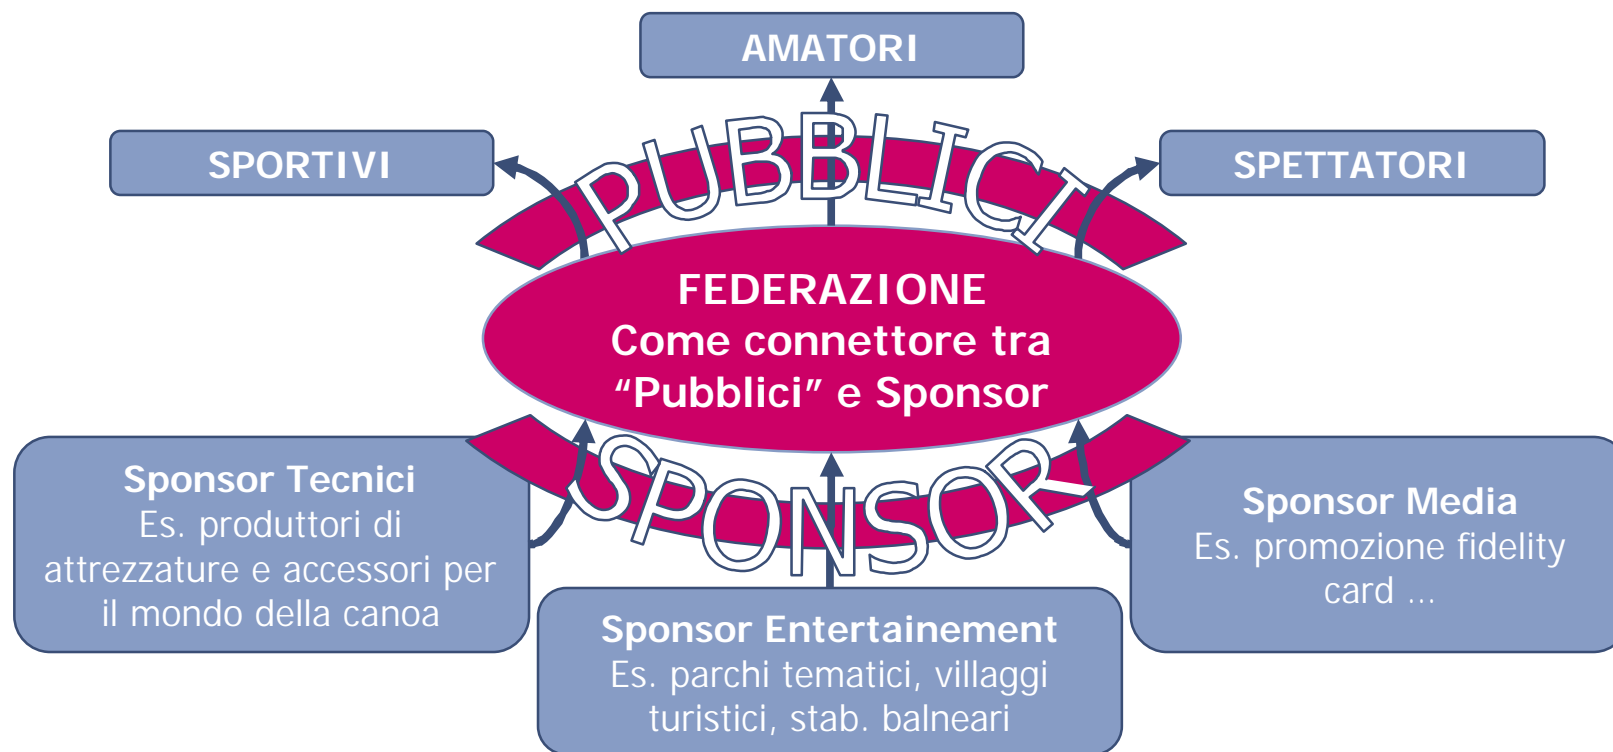 AMATORI
SPORTIVI
PUBBLICI
SPETTATORI
FEDERAZIONE
Come connettore tra
“Pubblici” e Sponsor
SPONSOR
Sponsor Tecnici
Es. produttori di
attrezzature e accessori per
il mondo della canoa
Sponsor Entertainement
Es. parchi tematici, villaggi
turistici, stab. balneari
Sponsor Media
Es. promozione fidelity
card ...